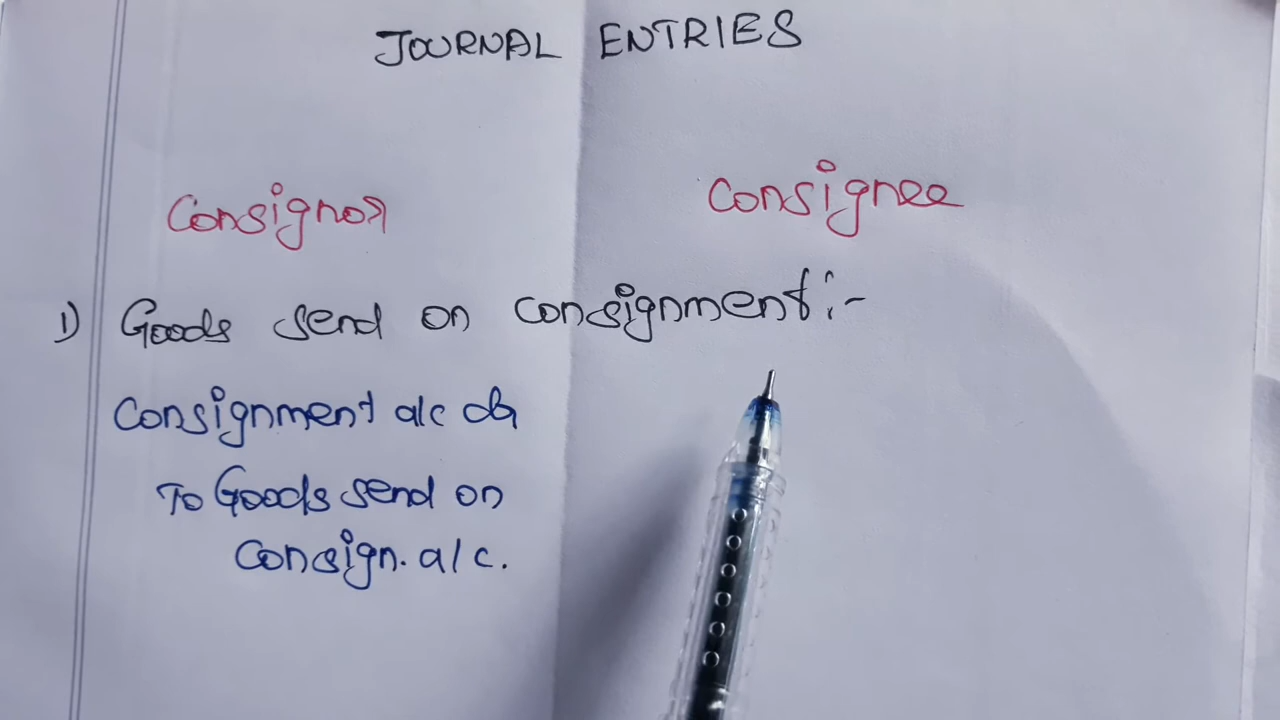 JOURNAL ENTRIES
Consignor
Consignee
1) Goods send on consignment :-
Consignment a/c dr
To Goods send on
Consign. a/c.